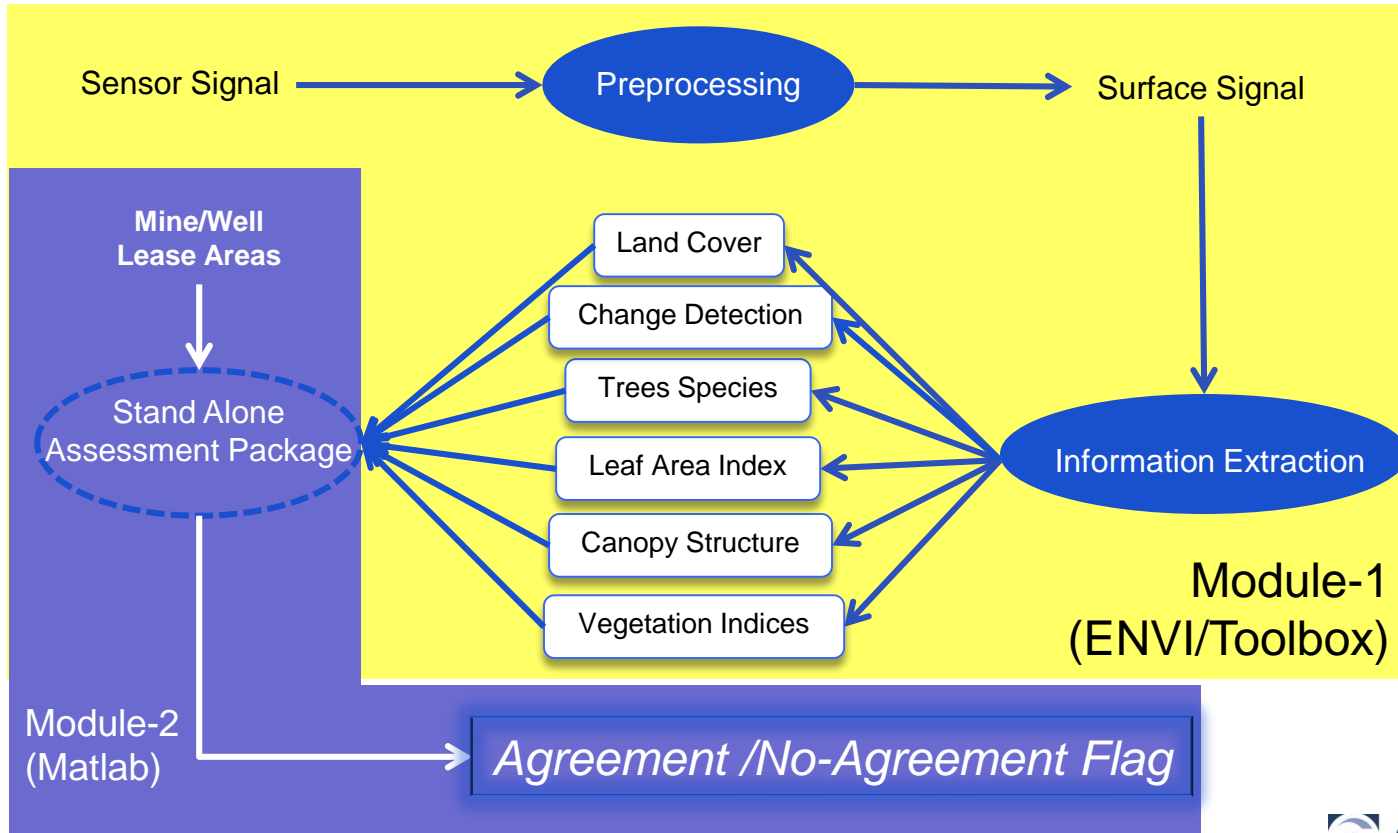 Sensor Signal
Preprocessing
Surface Signal
Mine/Well
Lease Areas
Land Cover
Change Detection
Trees Species
Leaf Area Index
Canopy Structure
Vegetation Indices
Stand Alone
Assessment Package
Information Extraction
Module-1
(ENVI/Toolbox)
Module-2
(Matlab)
Agreement /No-Agreement Flag